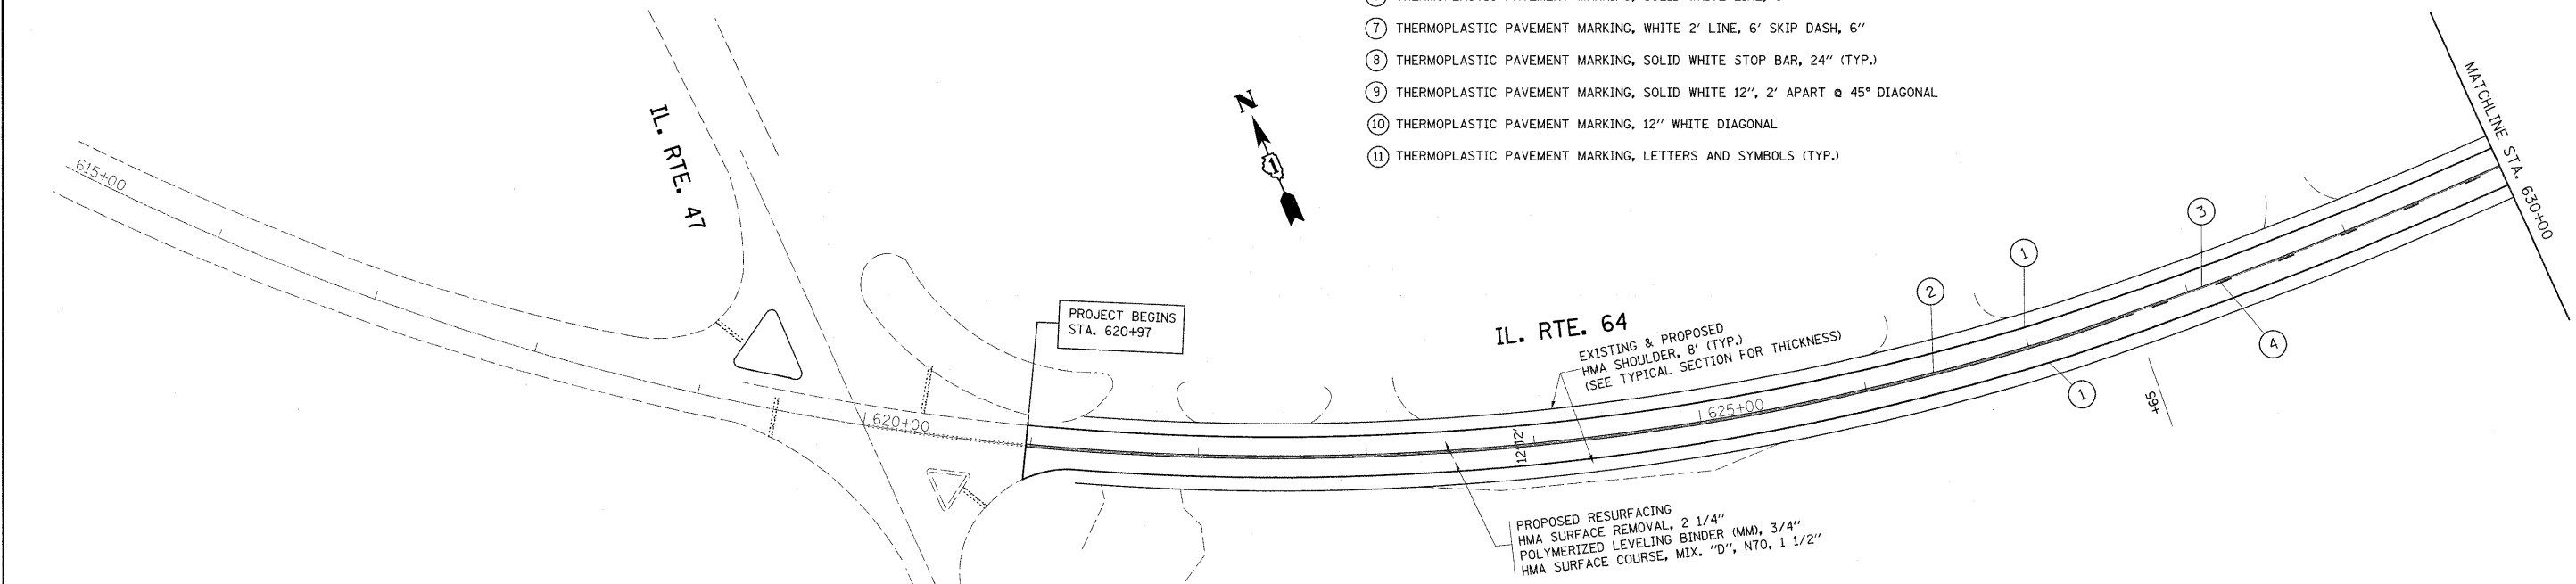 ⑦ THERMOPLASTIC PAVEMENT MARKING, WHITE 2' LINE, 6' SKIP DASH, 6"
⑧ THERMOPLASTIC PAVEMENT MARKING, SOLID WHITE STOP BAR, 24" (TYP.)
⑨ THERMOPLASTIC PAVEMENT MARKING, SOLID WHITE 12", 2' APART @ 45° DIAGONAL
⑩ THERMOPLASTIC PAVEMENT MARKING, 12" WHITE DIAGONAL
⑪ THERMOPLASTIC PAVEMENT MARKING, LETTERS AND SYMBOLS (TYP.)
MATCHLINE STA. 630+00
N
1
IL. RTE. 47
615+00
620+00
PROJECT BEGINS
STA. 620+97
IL. RTE. 64
EXISTING & PROPOSED
HMA SHOULDER, 8' (TYP.)
(SEE TYPICAL SECTION FOR THICKNESS)
625+00
12'
12'
②
①
③
④
①
+65
PROPOSED RESURFACING
HMA SURFACE REMOVAL, 2 1/4"
POLYMERIZED LEVELING BINDER (MM), 3/4"
HMA SURFACE COURSE, MIX. "D", N70, 1 1/2"